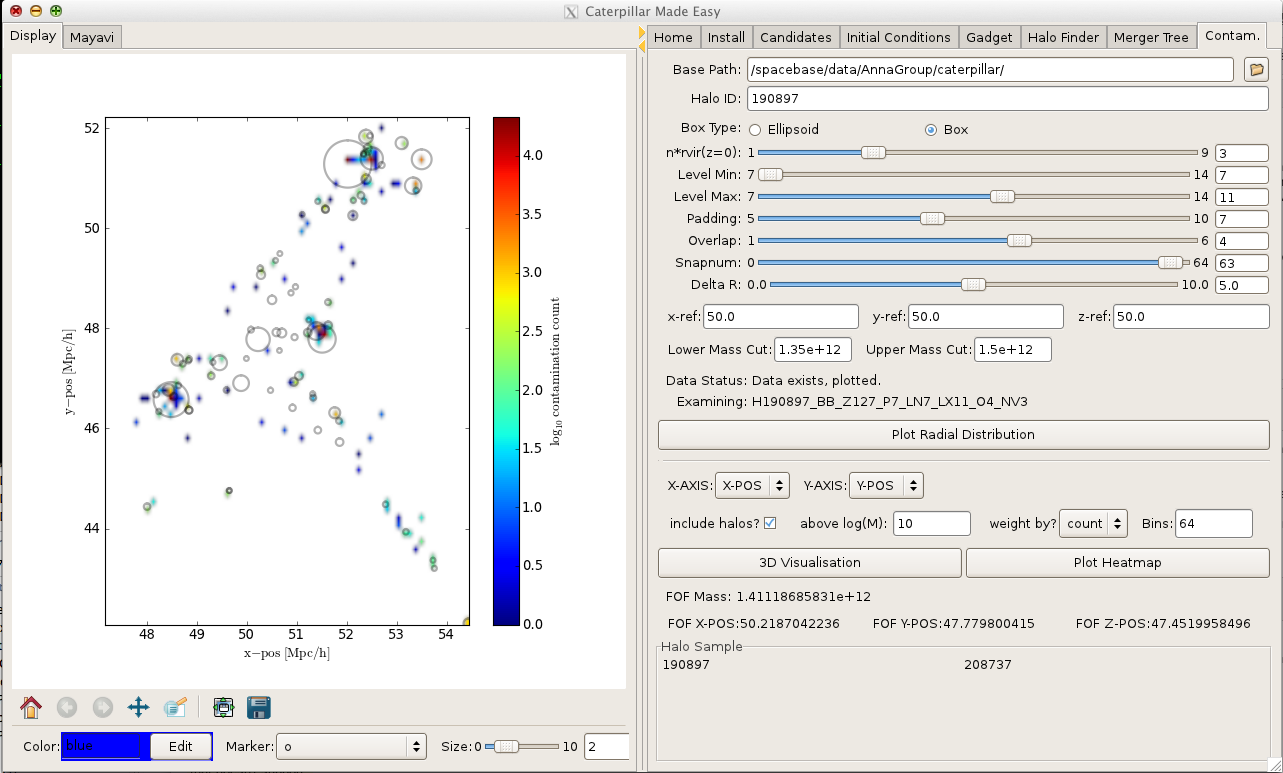 Caterpillar Made Easy
Display Mayavi
Home Install Candidates Initial Conditions Gadget Halo Finder Merger Tree Contam.
52
50
48
46
44
y−pos [Mpc/h]
48 49 50 51 52 53 54
x−pos [Mpc/h]
4.0
3.5
3.0
2.5
2.0
1.5
1.0
0.5
0.0
log10 contamination count
Color: blue Edit Marker: o Size: 0 10 2
Base Path: /spacebase/data/AnnaGroup/caterpillar/
Halo ID: 190897
Box Type: Ellipsoid Box
n*rvir(z=0): 1 9 3
Level Min: 7 14 7
Level Max: 7 14 11
Padding: 5 10 7
Overlap: 1 6 4
Snapnum: 0 64 63
Delta R: 0.0 10.0 5.0
x-ref: 50.0 y-ref: 50.0 z-ref: 50.0
Lower Mass Cut: 1.35e+12 Upper Mass Cut: 1.5e+12
Data Status: Data exists, plotted.
Examining: H190897_BB_Z127_P7_LN7_LX11_O4_NV3
Plot Radial Distribution
X-AXIS: X-POS Y-AXIS: Y-POS
include halos? above log(M): 10 weight by? count Bins: 64
3D Visualisation Plot Heatmap
FOF Mass: 1.41118685831e+12
FOF X-POS:50.2187042236 FOF Y-POS:47.779800415 FOF Z-POS:47.4519958496
Halo Sample
190897 208737